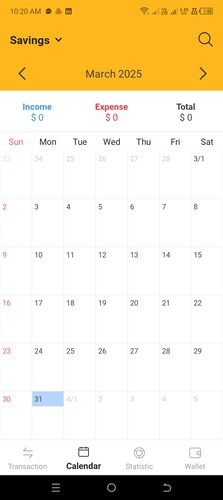 10:20 AM
Savings
March 2025
Income Expense Total
$ 0 $ 0 $ 0
Sun Mon Tue Wed Thu Fri Sat
23 24 25 26 27 28 3/1
2 3 4 5 6 7 8
9 10 11 12 13 14 15
16 17 18 19 20 21 22
23 24 25 26 27 28 29
30 31 4/1 2 3 4 5
Transaction Calendar Statistic Wallet